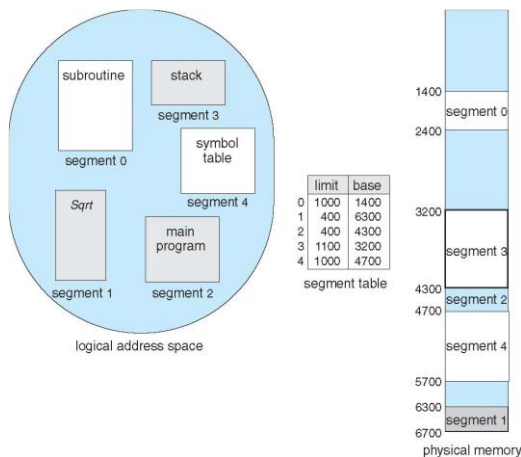 subroutine
stack
segment 3
segment 0
symbol
table
segment 4
Sqrt
main
program
segment 1
segment 2
logical address space
limit base
0 1000 1400
1 400 6300
2 400 4300
3 1100 3200
4 1000 4700
segment table
1400
segment 0
2400
3200
segment 3
4300
segment 2
4700
segment 4
5700
6300
segment 1
6700
physical memory